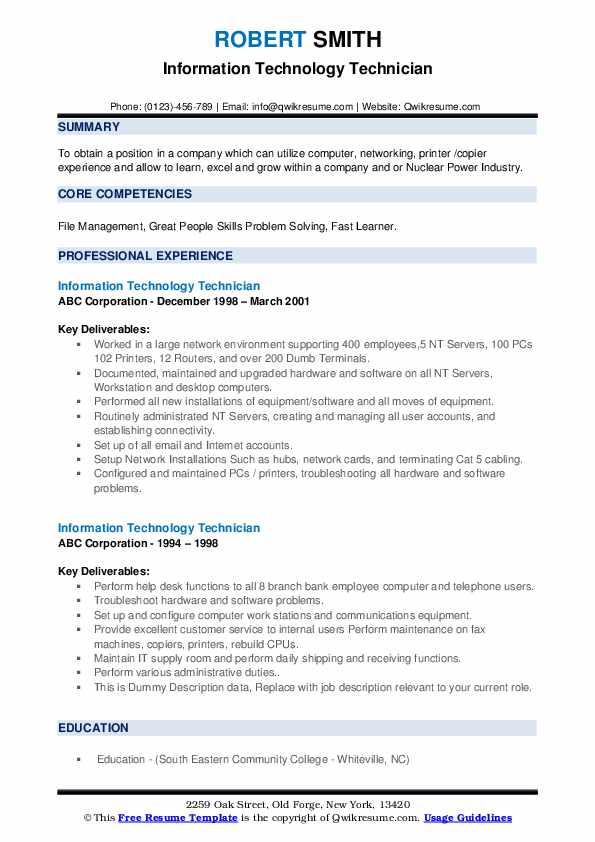 ROBERT SMITH
Information Technology Technician
Phone: (0123)-456-789 | Email: info@qwikresume.com | Website: Qwikresume.com
SUMMARY
To obtain a position in a company which can utilize computer, networking, printer /copier
experience and allow to learn, excel and grow within a company and or Nuclear Power Industry.
CORE COMPETENCIES
File Management, Great People Skills Problem Solving, Fast Learner.
PROFESSIONAL EXPERIENCE
Information Technology Technician
ABC Corporation - December 1998 – March 2001
Key Deliverables:
▪ Worked in a large network environment supporting 400 employees,5 NT Servers, 100 PCs
102 Printers, 12 Routers, and over 200 Dumb Terminals.
▪ Documented, maintained and upgraded hardware and software on all NT Servers,
Workstation and desktop computers.
▪ Performed all new installations of equipment/software and all moves of equipment.
▪ Routinely administrated NT Servers, creating and managing all user accounts, and
establishing connectivity.
▪ Set up of all email and Internet accounts.
▪ Setup Network Installations Such as hubs, network cards, and terminating Cat 5 cabling.
▪ Configured and maintained PCs / printers, troubleshooting all hardware and software
problems.
Information Technology Technician
ABC Corporation - 1994 – 1998
Key Deliverables:
▪ Perform help desk functions to all 8 branch bank employee computer and telephone users.
▪ Troubleshoot hardware and software problems.
▪ Set up and configure computer work stations and communications equipment.
▪ Provide excellent customer service to internal users Perform maintenance on fax
machines, copiers, printers, rebuild CPUs.
▪ Maintain IT supply room and perform daily shipping and receiving functions.
▪ Perform various administrative duties..
▪ This is Dummy Description data, Replace with job description relevant to your current role.
EDUCATION
▪ Education - (South Eastern Community College - Whiteville, NC)
2259 Oak Street, Old Forge, New York, 13420
© This Free Resume Template is the copyright of Qwikresume.com. Usage Guidelines